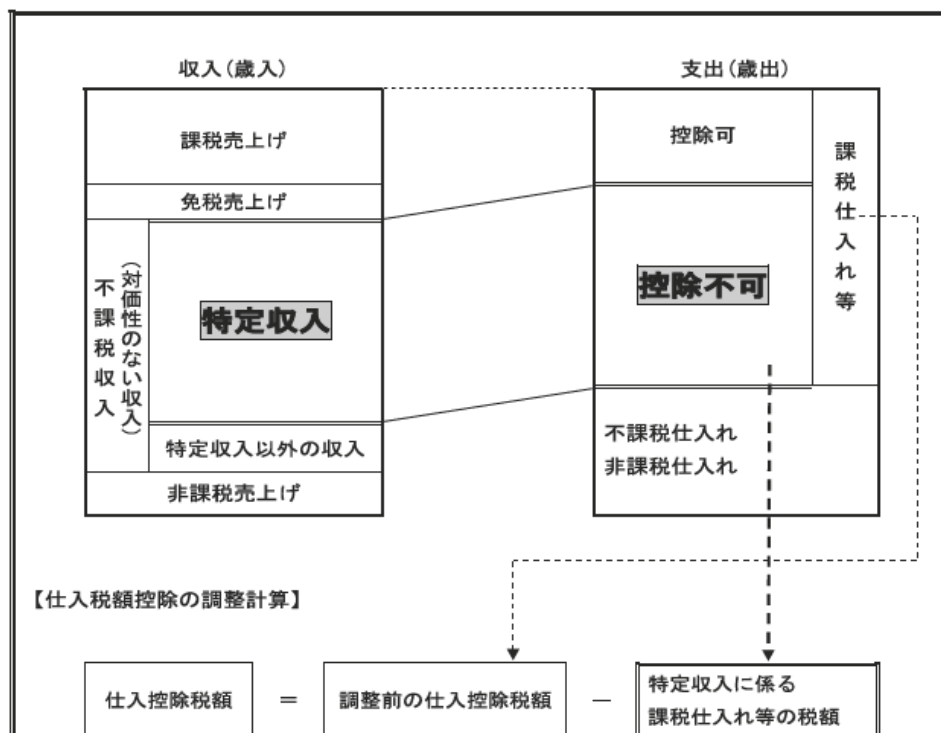 収入(歳入)
課税売上げ
免税売上げ
不課税収入
(対価性のない収入)
特定収入
特定収入以外の収入
非課税売上げ
支出(歳出)
控除可
控除不可
課税仕入れ等
不課税仕入れ
非課税仕入れ
【仕入税額控除の調整計算】
仕入控除税額 = 調整前の仕入控除税額 − 特定収入に係る
課税仕入れ等の税額